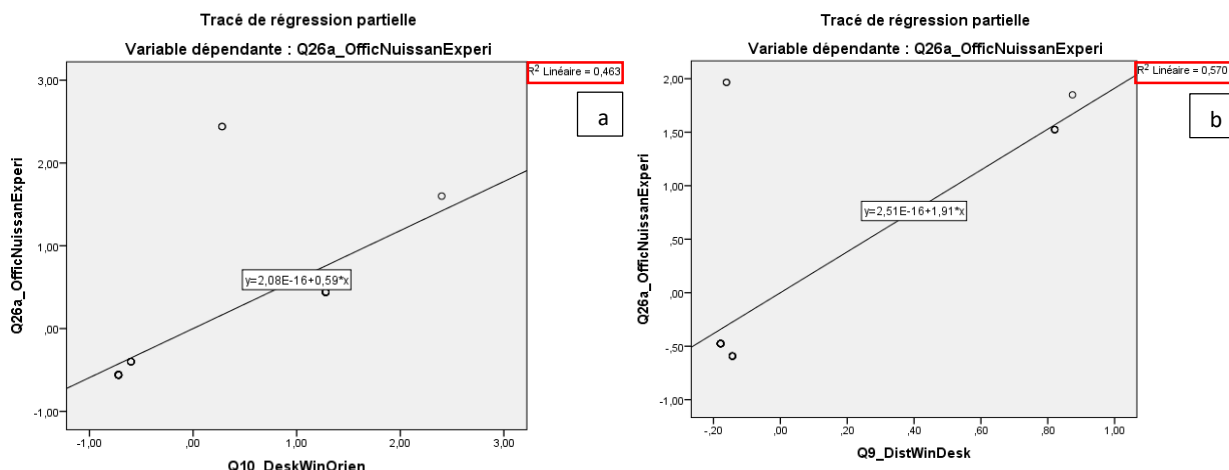 Tracé de régression partielle
Variable dépendante : Q26a_OfficNuissanExperi
R² Linéaire = 0,463
a
3,00
2,00
1,00
,00
-1,00
Q26a_OfficNuissanExperi
y=2,08E-16+0,59*x
-1,00 ,00 1,00 2,00 3,00
Q10_DeskWinOrien
Tracé de régression partielle
Variable dépendante : Q26a_OfficNuissanExperi
R² Linéaire = 0,570
b
2,00
1,50
1,00
,50
,00
-,50
-1,00
Q26a_OfficNuissanExperi
y=2,51E-16+1,91*x
-,20 ,00 ,20 ,40 ,60 ,80 1,00
Q9_DistWinDesk